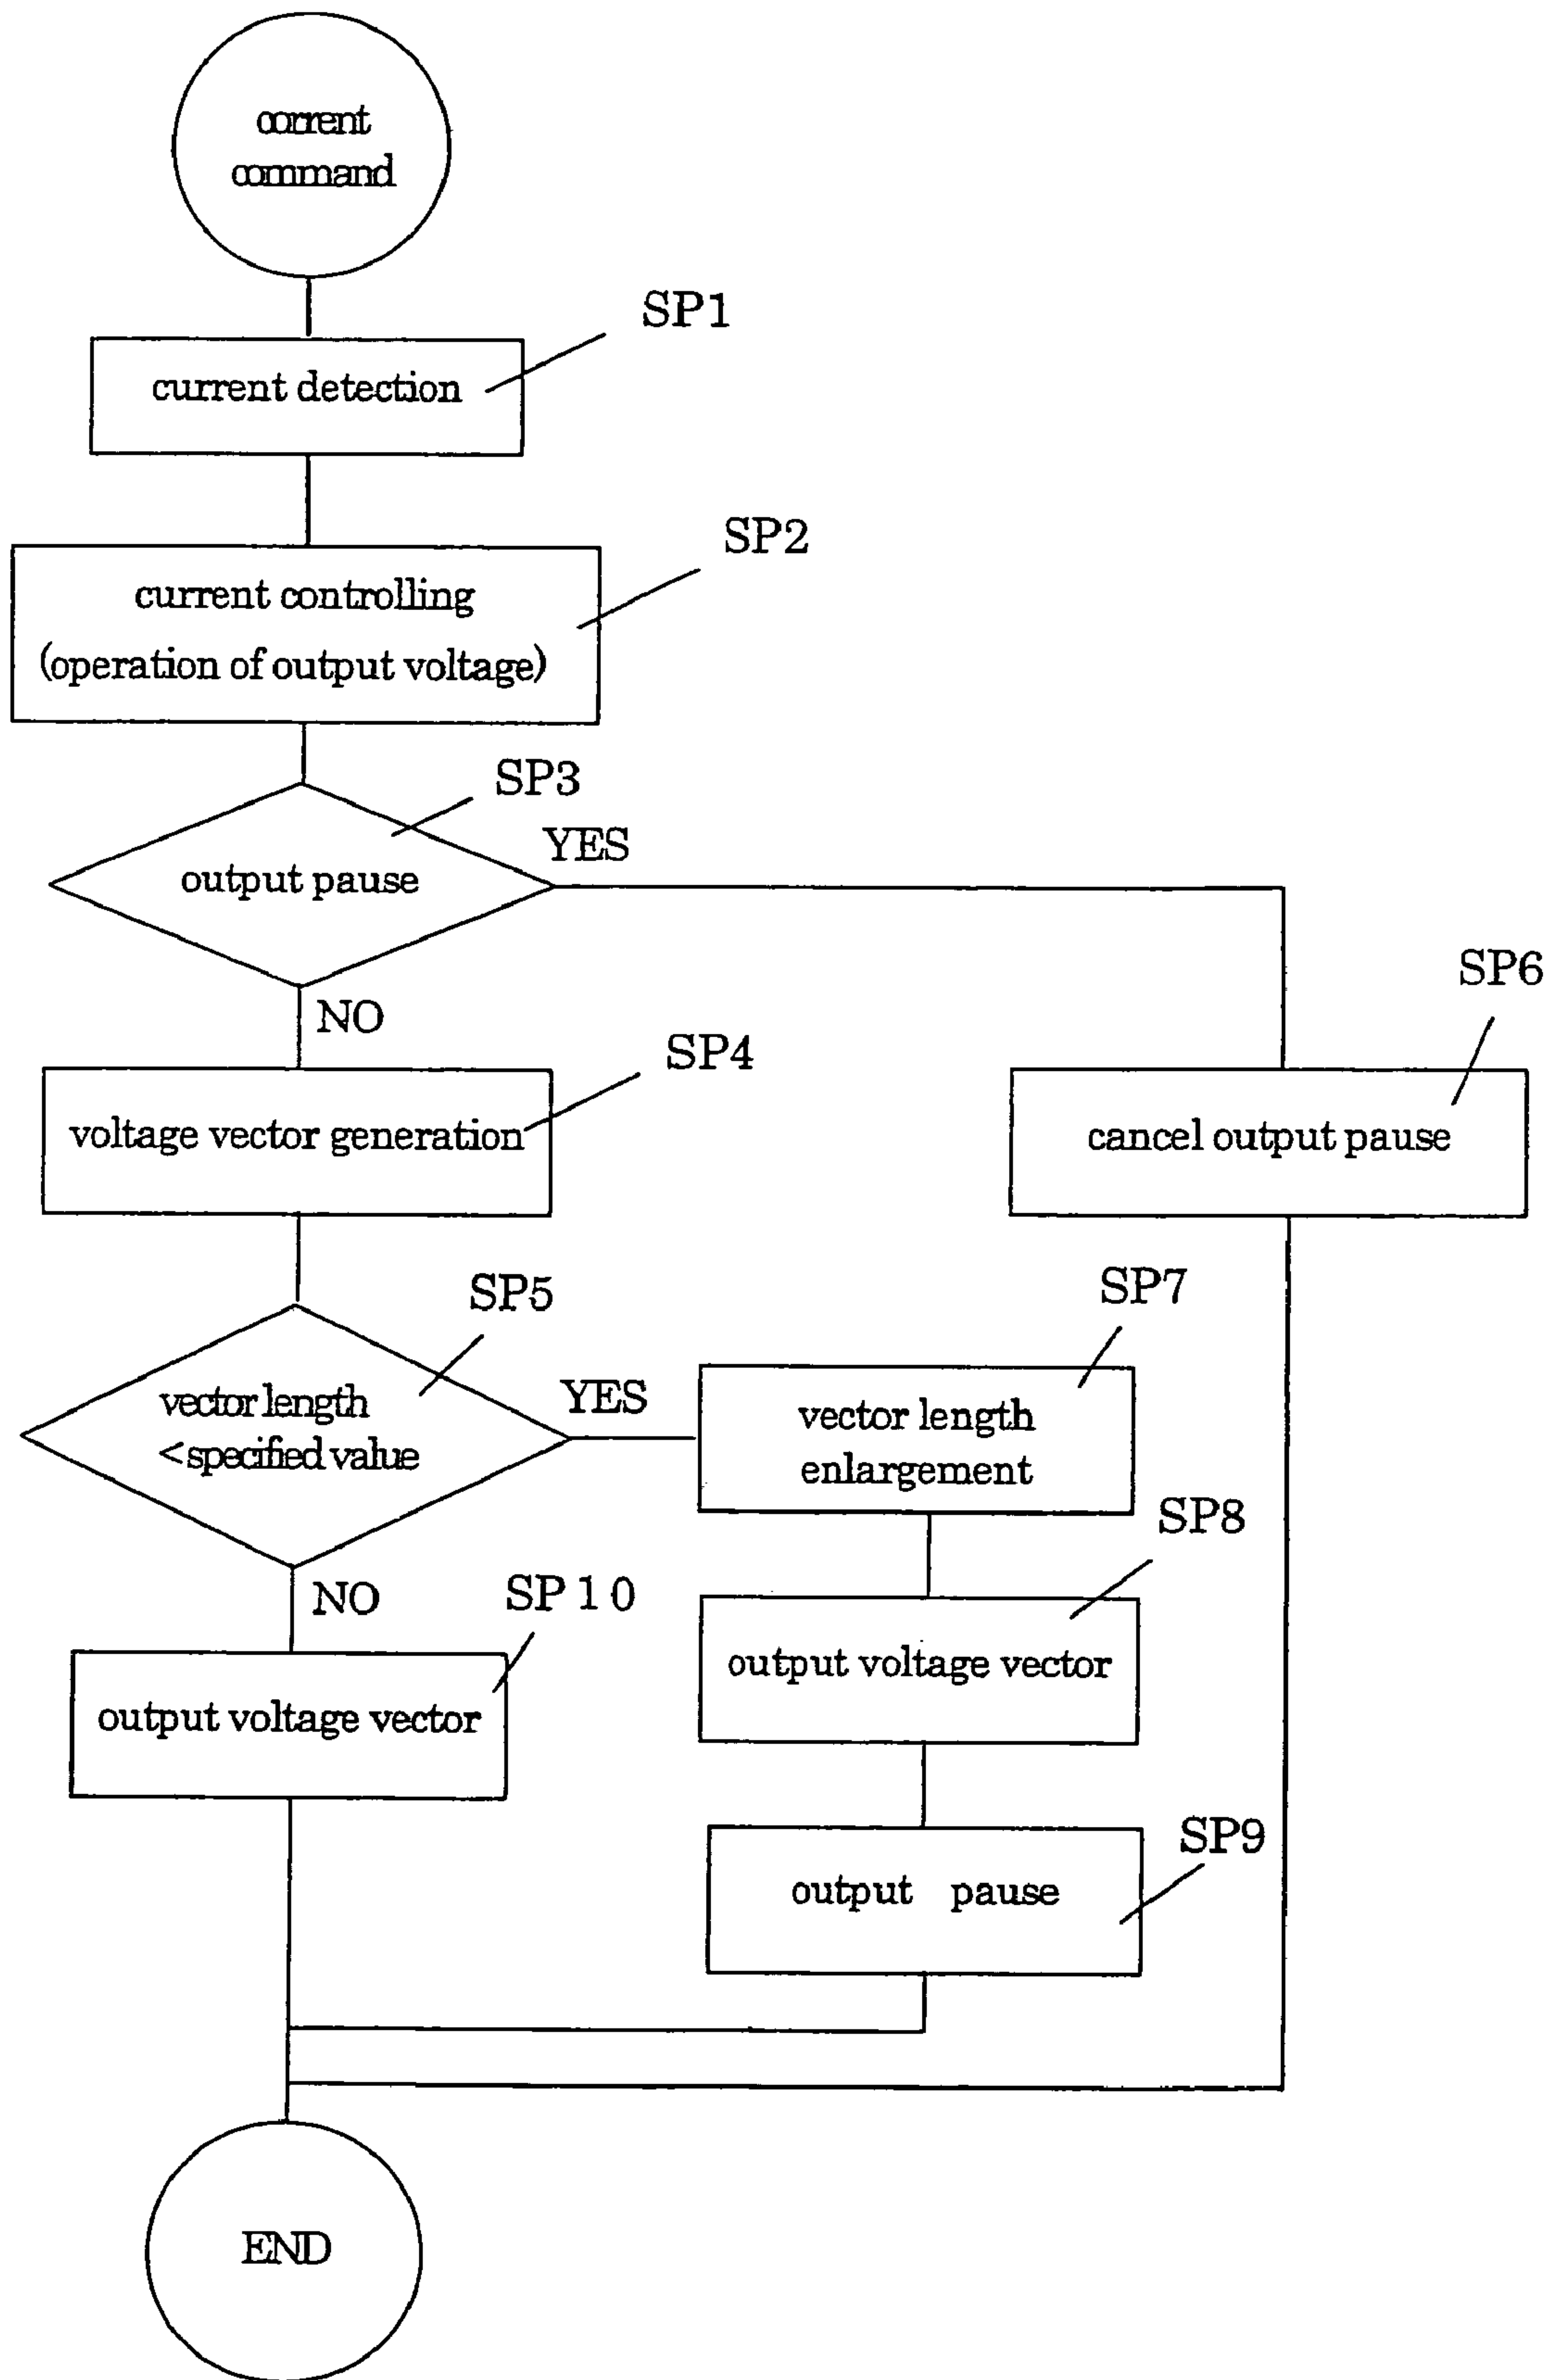 corrent
command
SP1
current detection
SP2
current controlling
(operation of output voltage)
SP3
YES
output pause
SP6
NO
SP4
voltage vector generation
cancel output pause
SP5
SP7
YES
vector length
<specified value
vector length
enlargement
SP8
NO
SP10
output voltage vector
output voltage vector
SP9
output pause
END